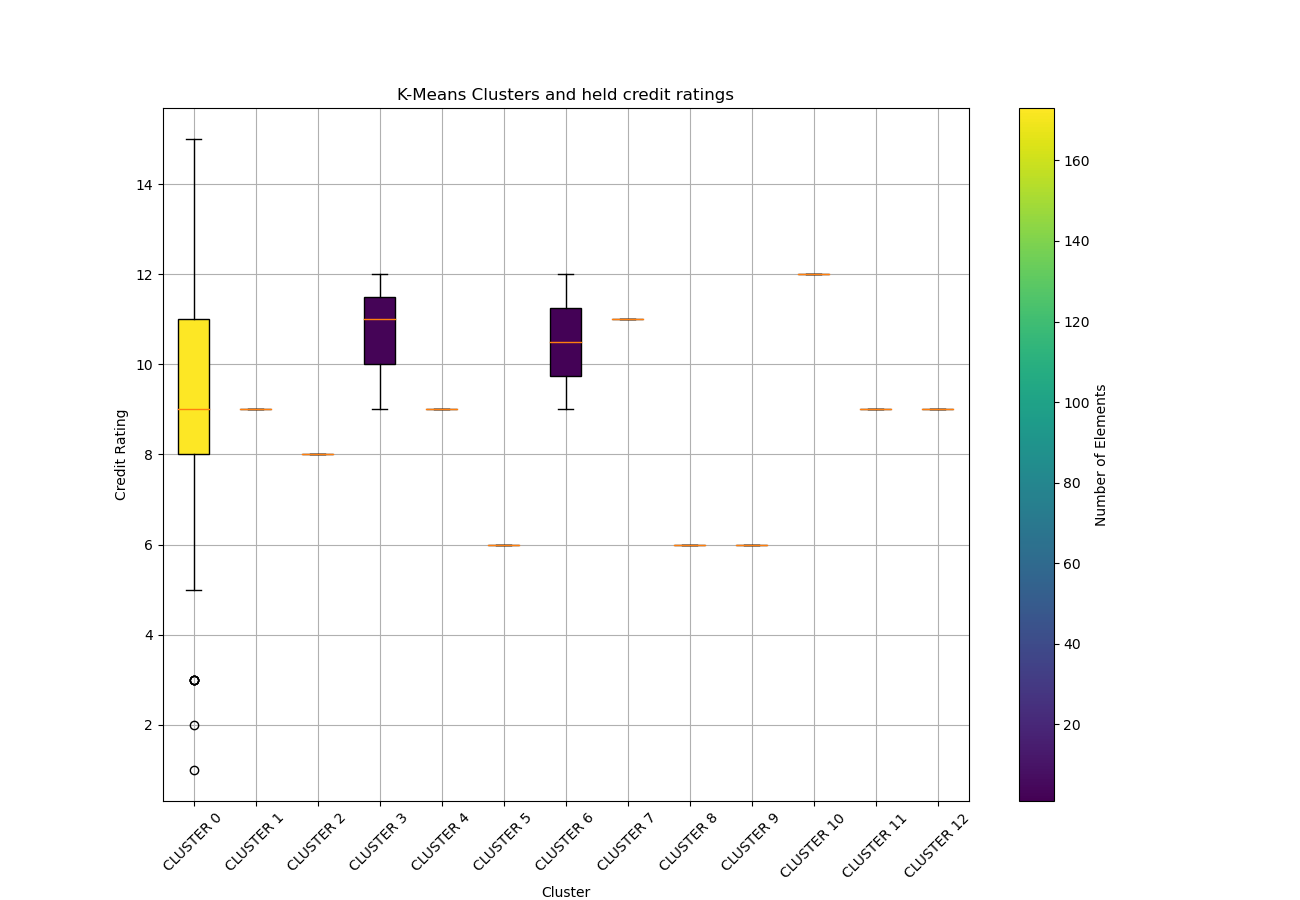 K-Means Clusters and held credit ratings
14
12
10
8
6
4
2
Credit Rating
CLUSTER 0
CLUSTER 1
CLUSTER 2
CLUSTER 3
CLUSTER 4
CLUSTER 5
CLUSTER 6
CLUSTER 7
CLUSTER 8
CLUSTER 9
CLUSTER 10
CLUSTER 11
CLUSTER 12
Cluster
160
140
120
100
80
60
40
20
Number of Elements